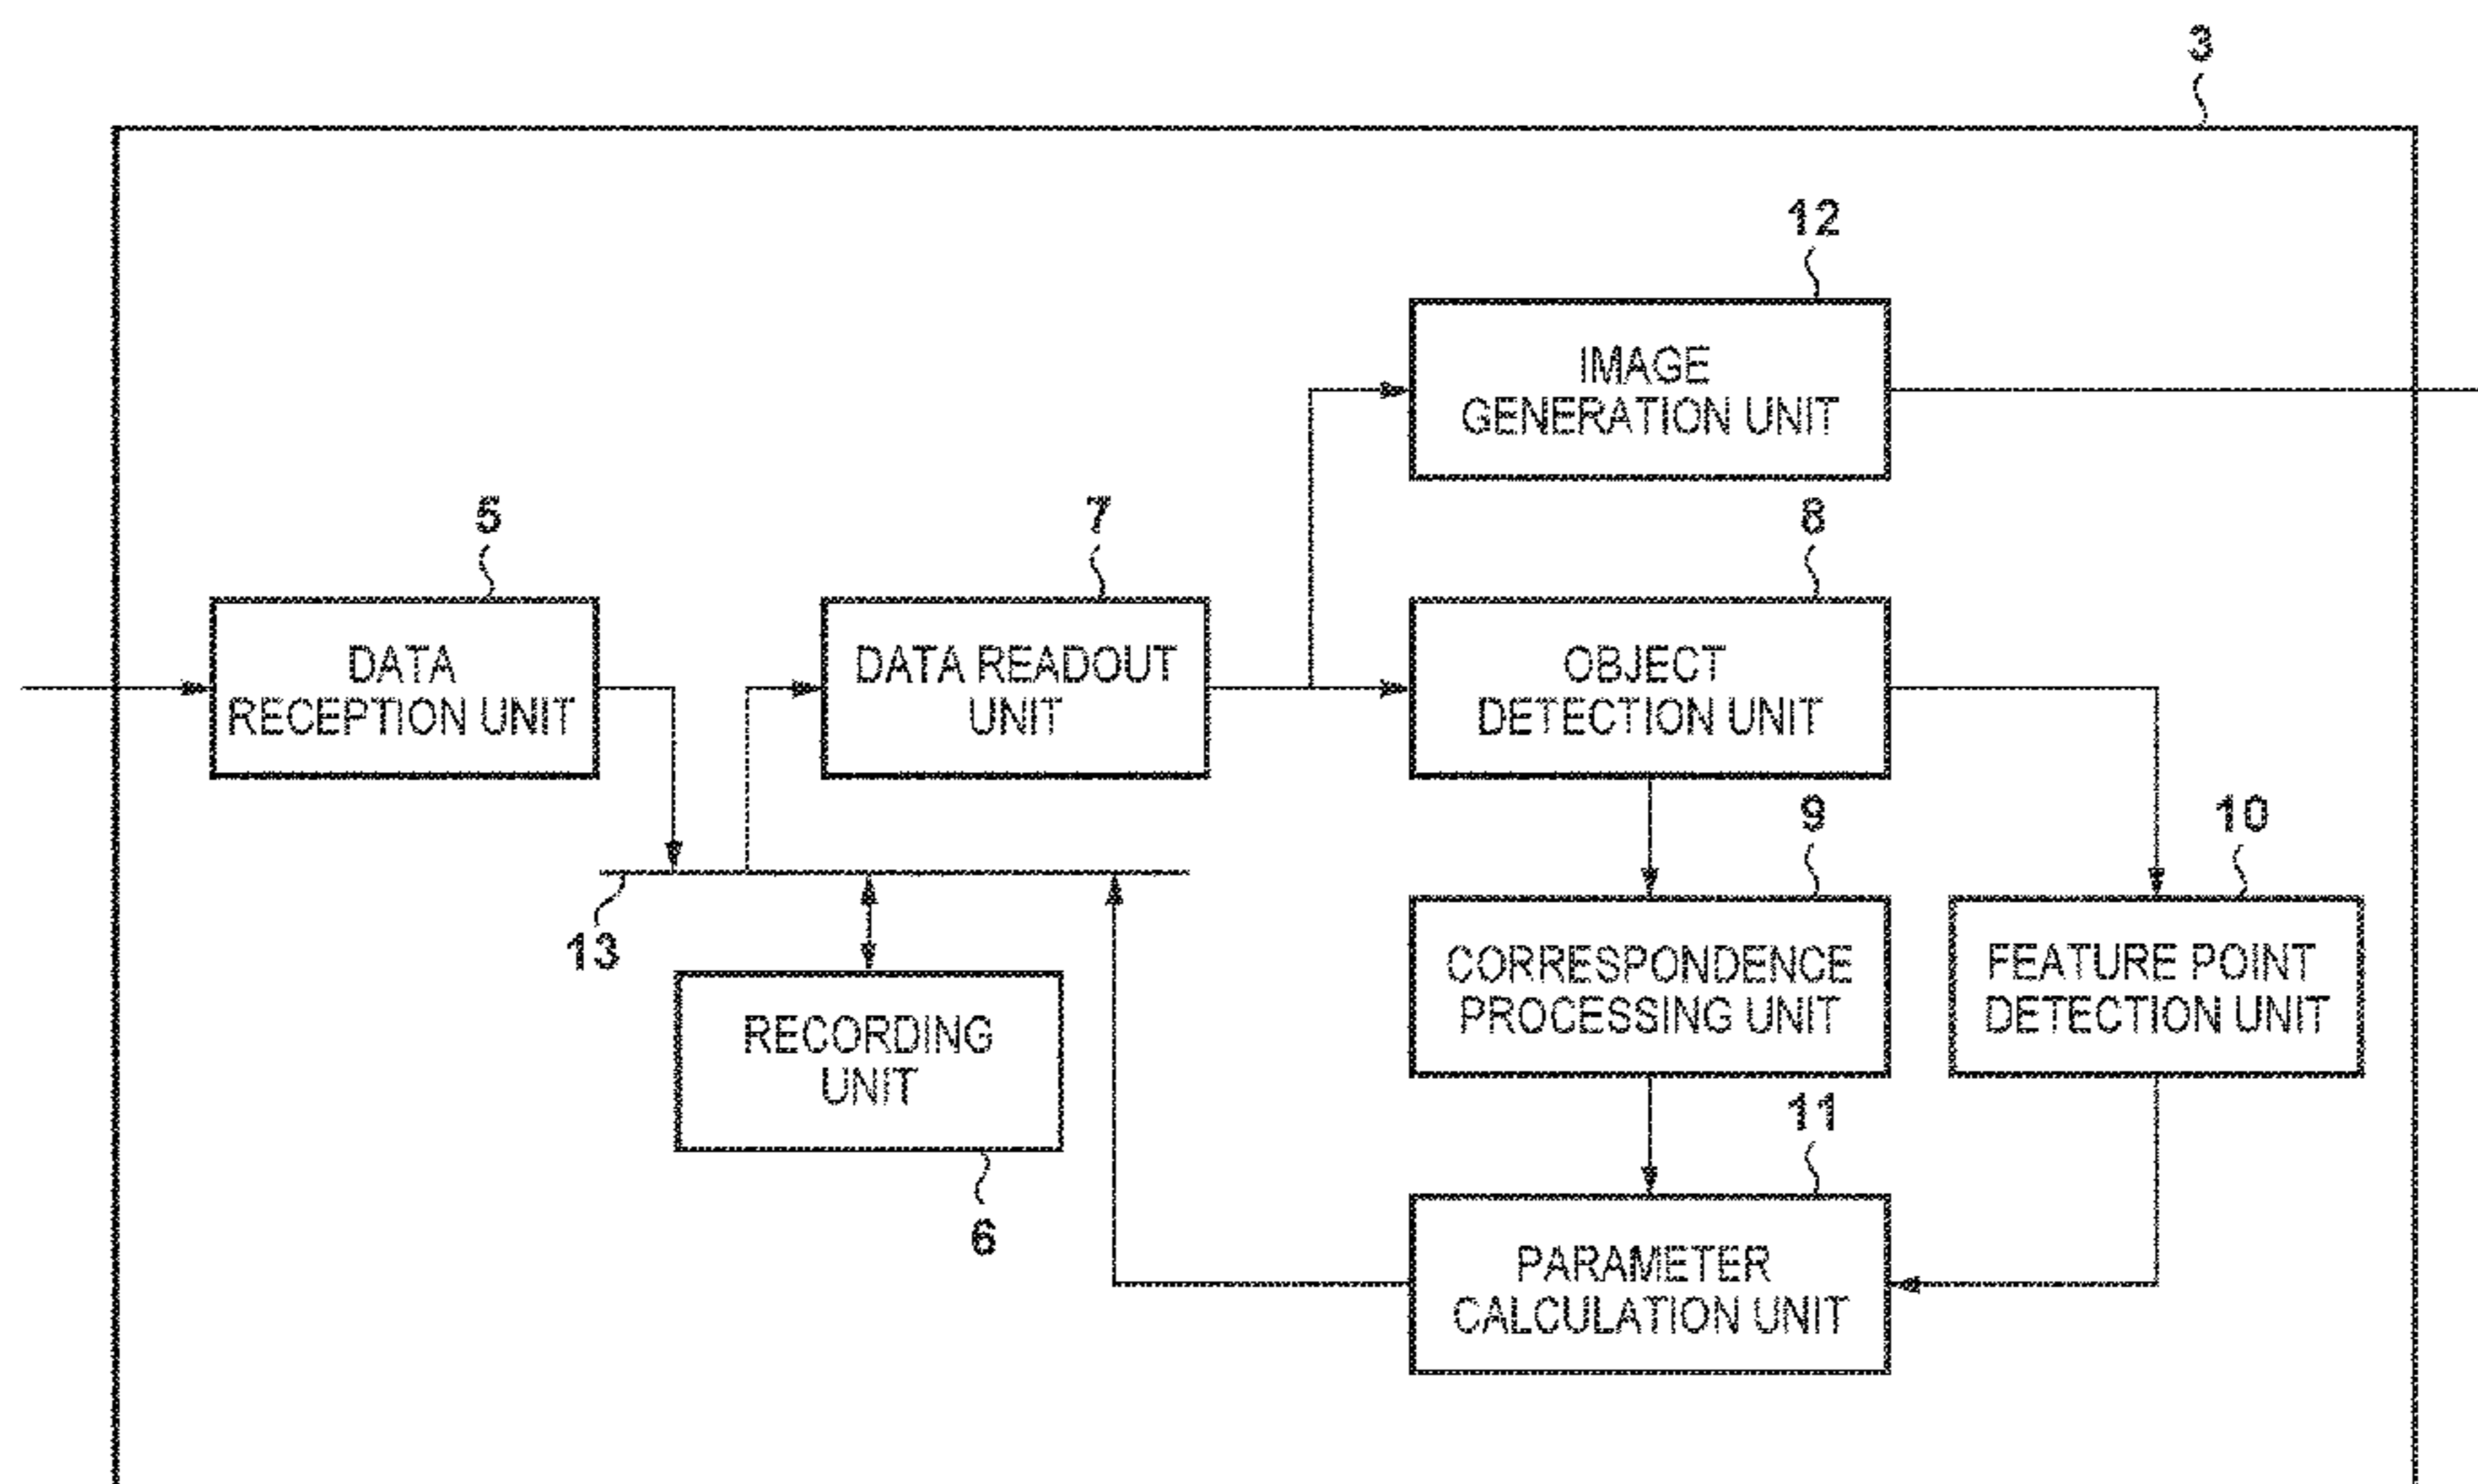 3
12
IMAGE
GENERATION UNIT
5
7
8
DATA
RECEPTION UNIT
DATA READOUT
UNIT
OBJECT
DETECTION UNIT
9
10
13
CORRESPONDENCE
PROCESSING UNIT
FEATURE POINT
DETECTION UNIT
RECORDING
UNIT
6
11
PARAMETER
CALCULATION UNIT